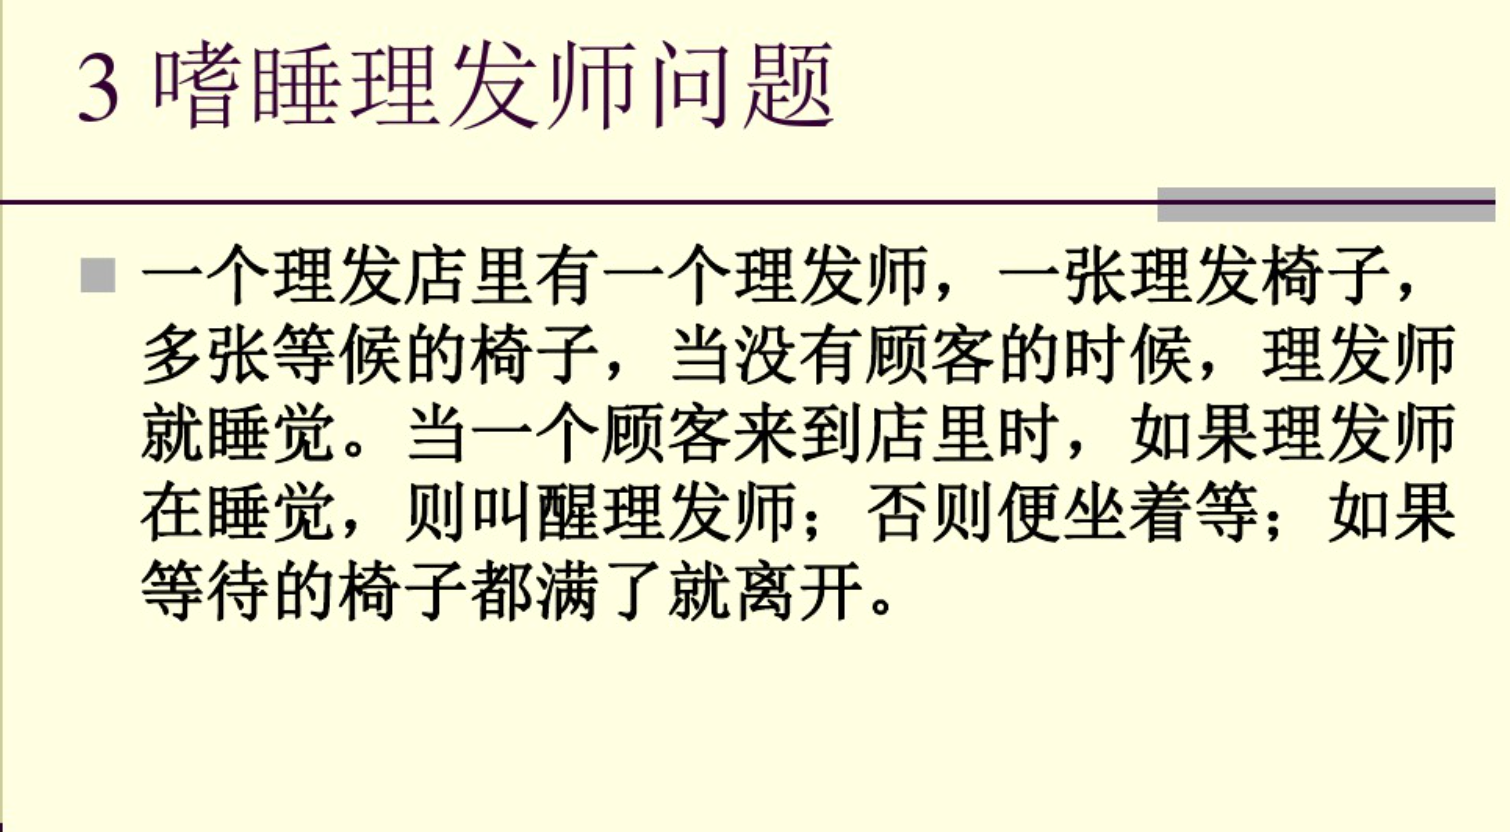 3 嗜睡理发师问题
一个理发店里有一个理发师，一张理发椅子，
多张等候的椅子，当没有顾客的时候，理发师
就睡觉。当一个顾客来到店里时，如果理发师
在睡觉，则叫醒理发师；否则便坐着等；如果
等待的椅子都满了就离开。